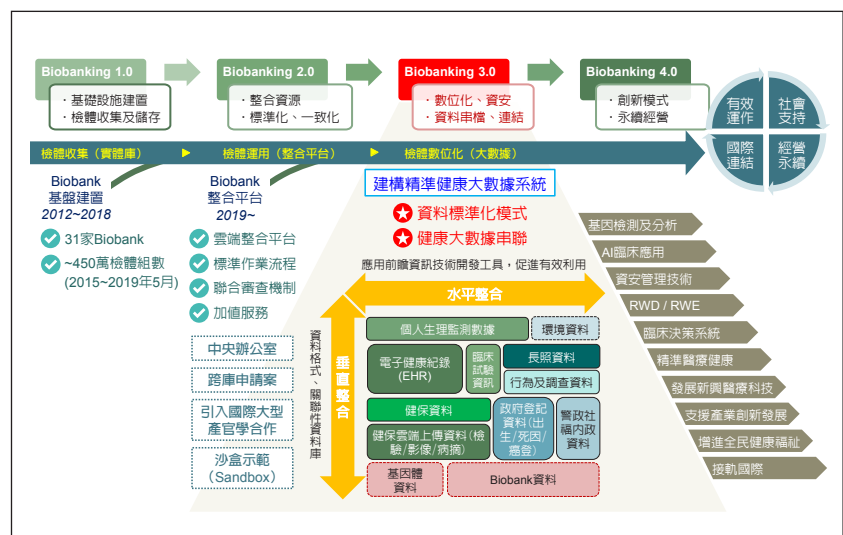 Biobanking 1.0
．基礎設施建置
．檢體收集及儲存
Biobanking 2.0
．整合資源
．標準化、一致化
Biobanking 3.0
．數位化、資安
．資料串檔、連結
Biobanking 4.0
．創新模式
．永續經營
有效
運作
社會
支持
國際
連結
經營
永續
檢體收集（實體庫）
檢體運用（整合平台）
檢體數位化（大數據）
Biobank
基盤建置
2012~2018
31家Biobank
~450萬檢體組數
(2015~2019年5月)
Biobank
整合平台
2019~
雲端整合平台
標準作業流程
聯合審查機制
加值服務
中央辦公室
跨庫申請案
引入國際大型
產官學合作
沙盒示範
（Sandbox）
建構精準健康大數據系統
資料標準化模式
健康大數據串聯
應用前瞻資訊技術開發工具，促進有效利用
水平整合
垂直整合
資料格式、關聯性資料庫
個人生理監測數據
環境資料
電子健康紀錄
(EHR)
臨床
試驗
資訊
長照資料
行為及調查資料
健保資料
健保雲端上傳資料(檢
驗/影像/病摘)
政府登記
資料(出
生/死因/
癌登)
警政社
福內政
資料
基因體
資料
Biobank資料
基因檢測及分析
AI臨床應用
資安管理技術
RWD / RWE
臨床決策系統
精準醫療健康
發展新興醫療科技
支援產業創新發展
增進全民健康福祉
接軌國際